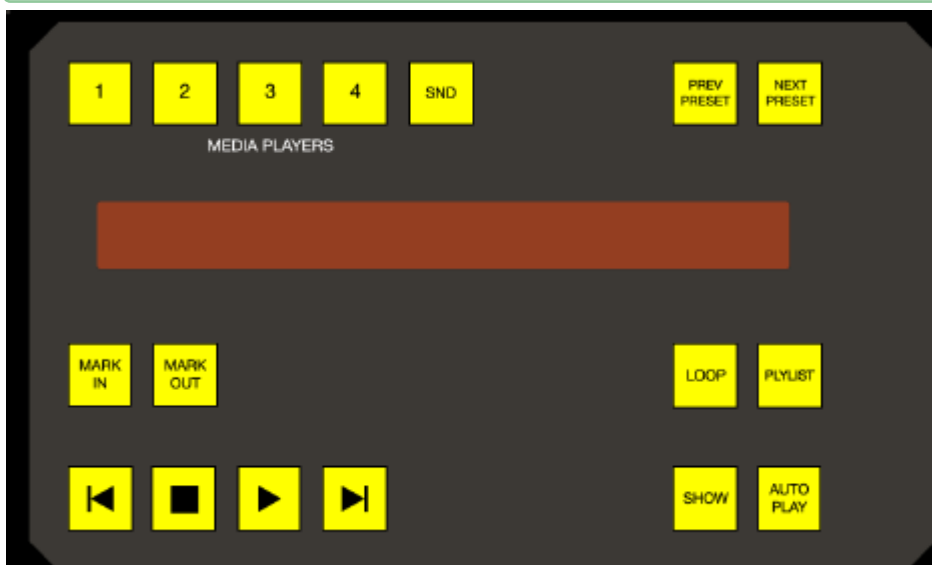 1 2 3 4 SND
PREV NEXT
PRESET PRESET
MEDIA PLAYERS
MARK MARK
IN OUT
LOOP PLYLIST
SHOW
AUTO
PLAY